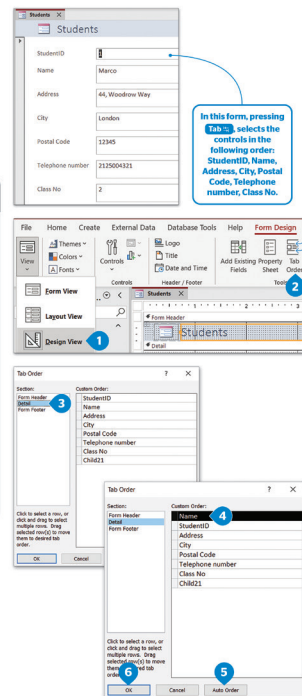 Students
Students
StudentID
1
Name
Marco
Address
44, Woodrow Way
City
London
Postal Code
12345
Telephone number
2125004321
Class No
2
In this form, pressing
Tab selects the
controls in the
following order:
StudentID, Name,
Address, City, Postal
Code, Telephone
number, Class No.
File Home Create External Data Database Tools Help Form Design
View
Themes
Colors
Fonts
Controls
Logo
Title
Date and Time
Add Existing Fields
Property Sheet
Tab Order
2
Controls
Header / Footer
Tools
Form View
Layout View
Design View
1
Students
Form Header
Students
Detail
Tab Order ? X
Section:
Form Header
Detail
Form Footer
3
Custom Order:
StudentID
Name
Address
City
Postal Code
Telephone number
Class No
Child21
Click to select a row, or
click and drag to select
multiple rows. Drag
selected row(s) to move
them to desired tab
order.
OK
Cancel
Tab Order ? X
Section:
Form Header
Detail
Form Footer
Custom Order:
Name
4
StudentID
Address
City
Postal Code
Telephone number
Class No
Child21
Click to select a row, or
click and drag to select
multiple rows. Drag
selected row(s) to move
them to desired tab
order.
6
5
OK
Cancel
Auto Order